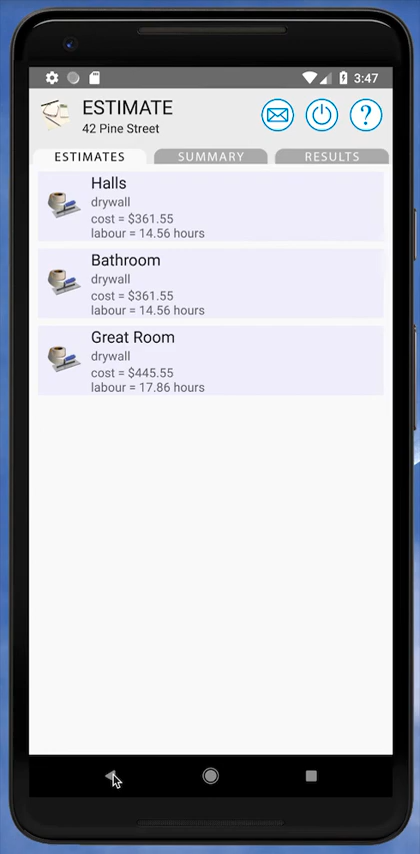 3:47
ESTIMATE
42 Pine Street
?
ESTIMATES
SUMMARY
RESULTS
Halls
drywall
cost = $361.55
labour = 14.56 hours
Bathroom
drywall
cost = $361.55
labour = 14.56 hours
Great Room
drywall
cost = $445.55
labour = 17.86 hours